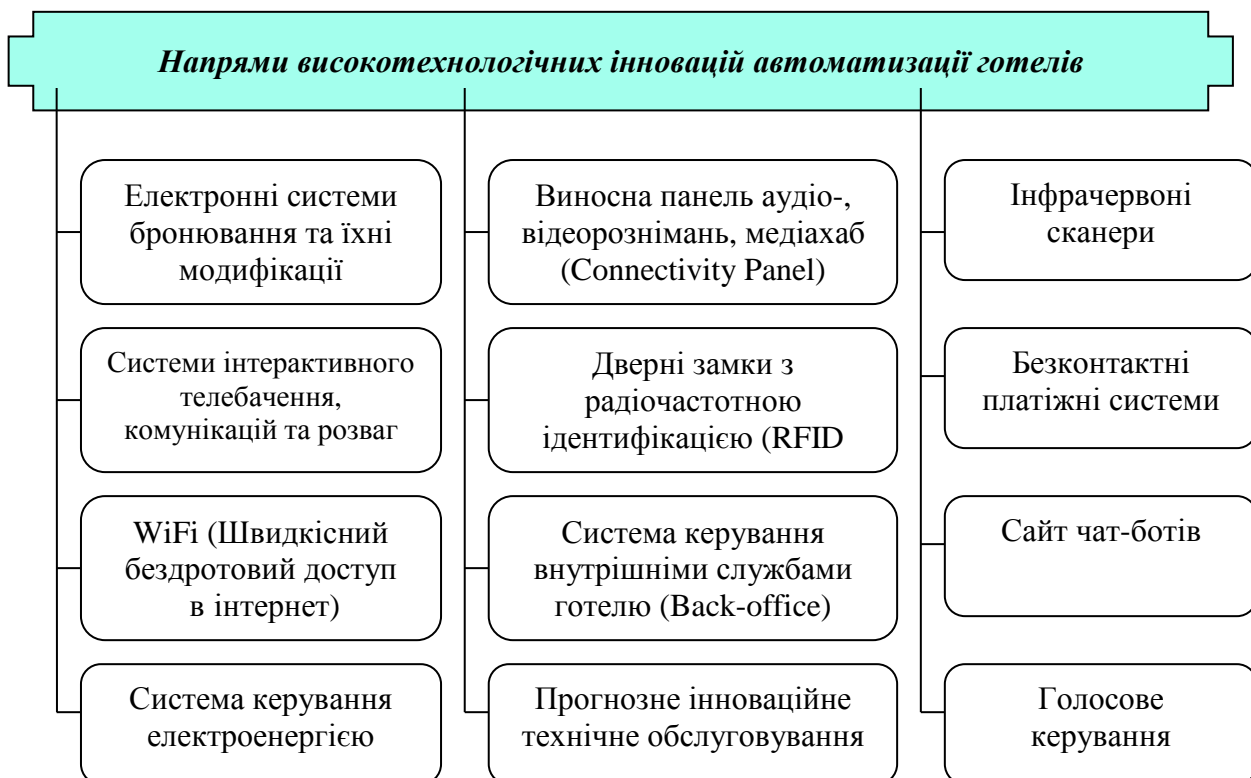 Напрями високотехнологічних інновацій автоматизації готелів
Електронні системи
бронювання та їхні
модифікації
Системи інтерактивного
телебачення,
комунікацій та розваг
WiFi (Швидкісний
бездротовий доступ
в інтернет)
Система керування
електроенергією
Виносна панель аудіо-,
відеорознімань, медіахаб
(Connectivity Panel)
Дверні замки з
радіочастотною
ідентифікацією (RFID
Система керування
внутрішніми службами
готелю (Back-office)
Прогнозне інноваційне
технічне обслуговування
Інфрачервоні
сканери
Безконтактні
платіжні системи
Сайт чат-ботів
Голосове
керування